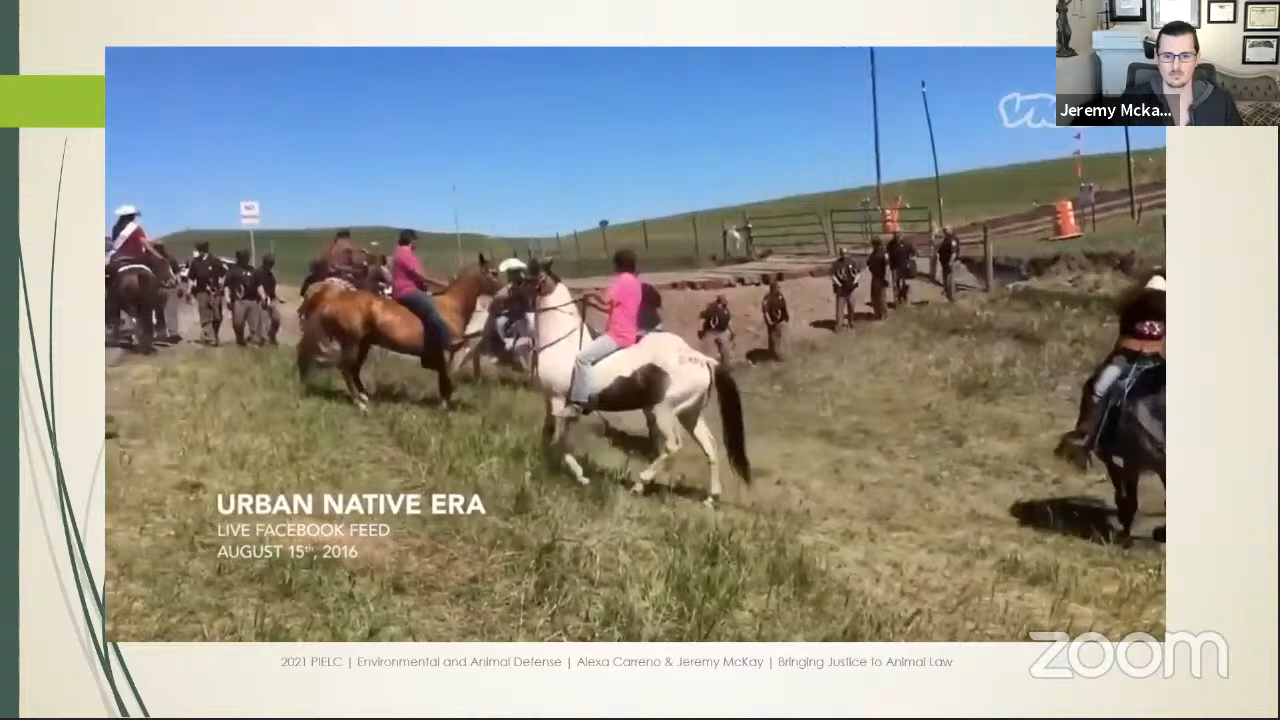 Jeremy Mcka...
NO
URBAN NATIVE ERA
LIVE FACEBOOK FEED
AUGUST 15th, 2016
2021 PIELC | Environmental and Animal Defense | Alexa Carreno & Jeremy McKay | Bringing Justice to Animal Law
zoom